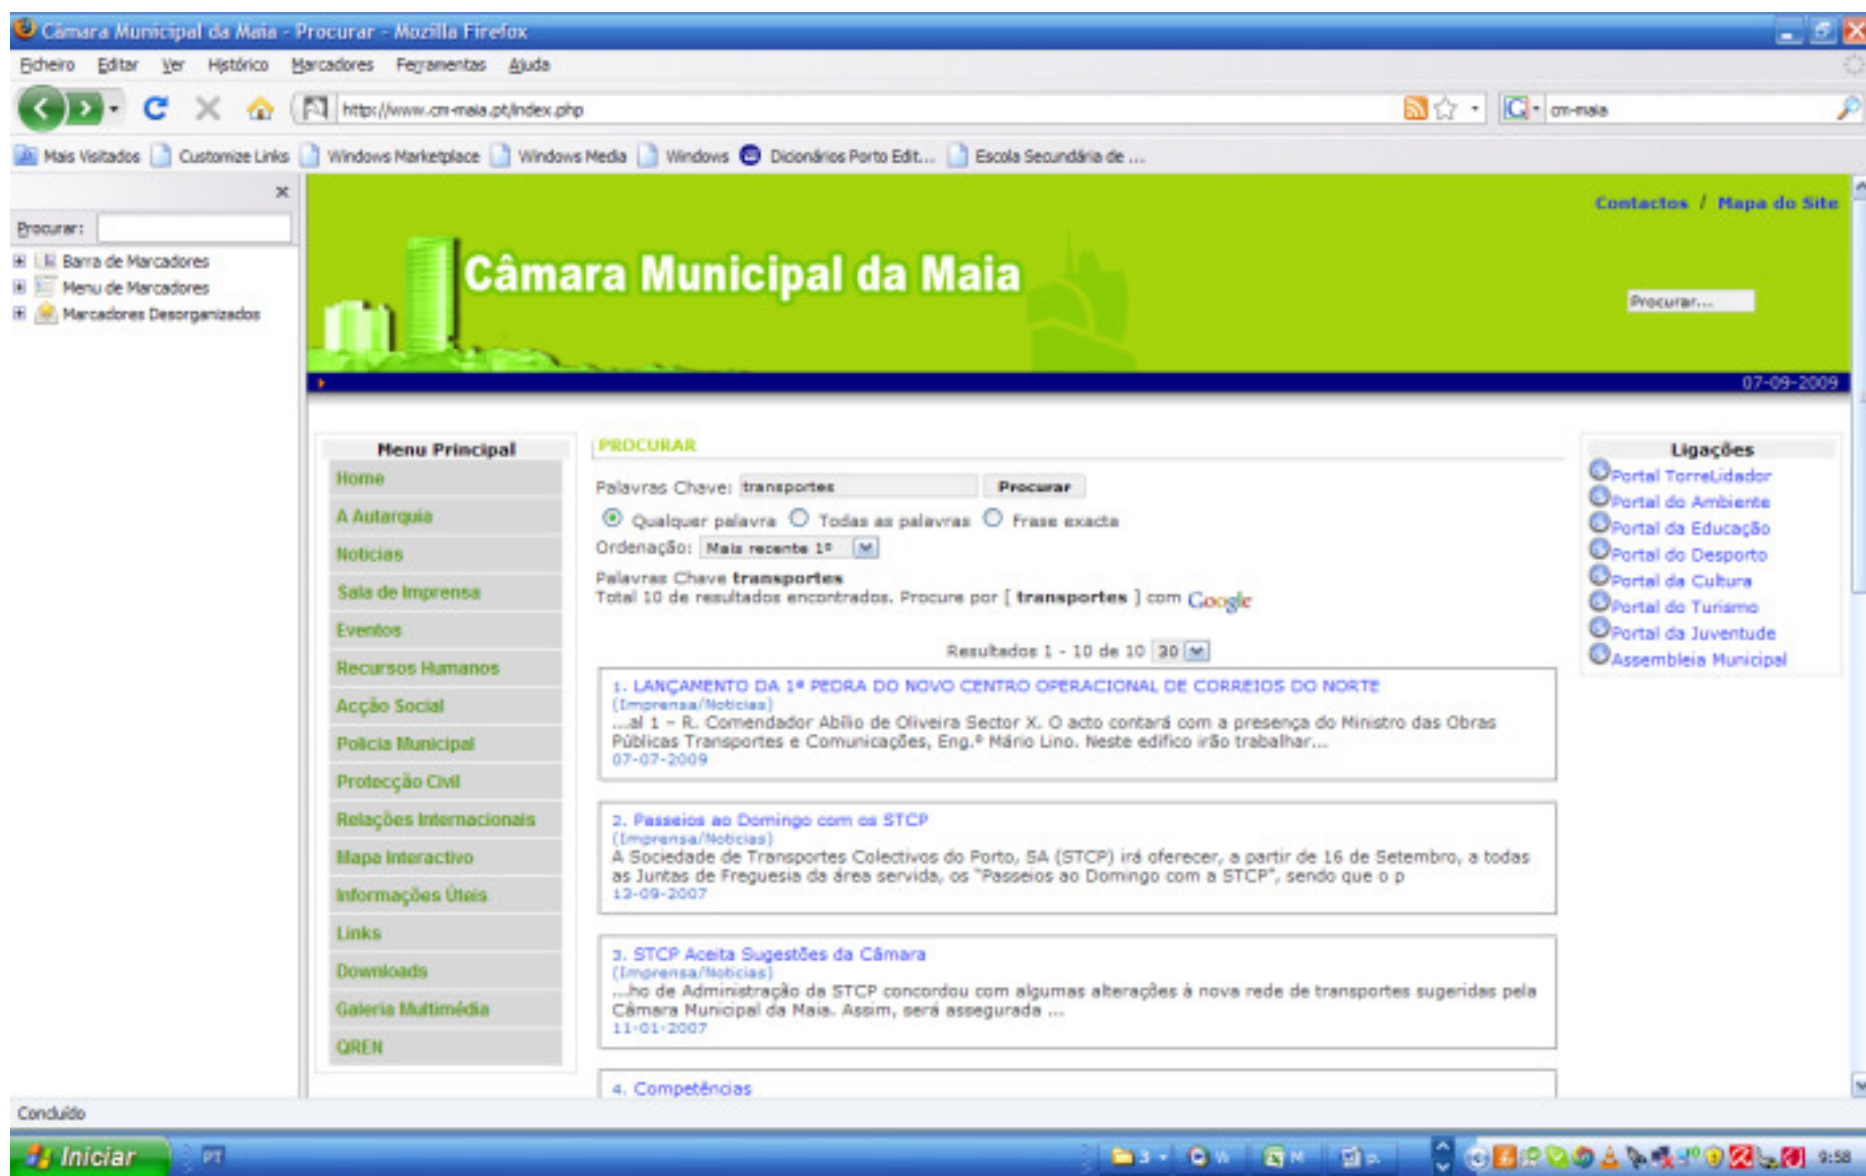 Câmara Municipal da Maia - Procurar - Mozilla Firefox
Ficheiro Editar Ver Histórico Marcadores Ferramentas Ajuda
http://www.cm-maia.pt/index.php
cm-maia
Mais Visitados Customize Links Windows Marketplace Windows Media Windows Dicionários Porto Edit... Escola Secundária de ...
Procurar:
Barra de Marcadores
Menu de Marcadores
Marcadores Desorganizados
Contactos / Mapa do Site
Câmara Municipal da Maia
Procurar...
07-09-2009
Menu Principal
Home
A Autarquia
Noticias
Sala de Imprensa
Eventos
Recursos Humanos
Acção Social
Policia Municipal
Protecção Civil
Relações Internacionais
Mapa Interactivo
Informações Úteis
Links
Downloads
Galeria Multimédia
QREN
PROCURAR
Palavras Chave: transportes Procurar
Qualquer palavra Todas as palavras Frase exacta
Ordenação: Mais recente 1º
Palavras Chave transportes
Total 10 de resultados encontrados. Procure por [ transportes ] com Google
Resultados 1 - 10 de 10 30
1. LANÇAMENTO DA 1ª PEDRA DO NOVO CENTRO OPERACIONAL DE CORREIOS DO NORTE
(Imprensa/Noticias)
...al 1 – R. Comendador Abílio de Oliveira Sector X. O acto contará com a presença do Ministro das Obras
Públicas Transportes e Comunicações, Eng.º Mário Lino. Neste edifico irão trabalhar...
07-07-2009
2. Passeios ao Domingo com os STCP
(Imprensa/Noticias)
A Sociedade de Transportes Colectivos do Porto, SA (STCP) irá oferecer, a partir de 16 de Setembro, a todas
as Juntas de Freguesia da área servida, os "Passeios ao Domingo com a STCP", sendo que o p
13-09-2007
3. STCP Aceita Sugestões da Câmara
(Imprensa/Noticias)
...ho de Administração da STCP concordou com algumas alterações à nova rede de transportes sugeridas pela
Câmara Municipal da Maia. Assim, será assegurada ...
11-01-2007
4. Competências
Ligações
Portal TorreLidador
Portal do Ambiente
Portal da Educação
Portal do Desporto
Portal da Cultura
Portal do Turismo
Portal da Juventude
Assembleia Municipal
Concluído
Iniciar PT 3 M p. 9:58